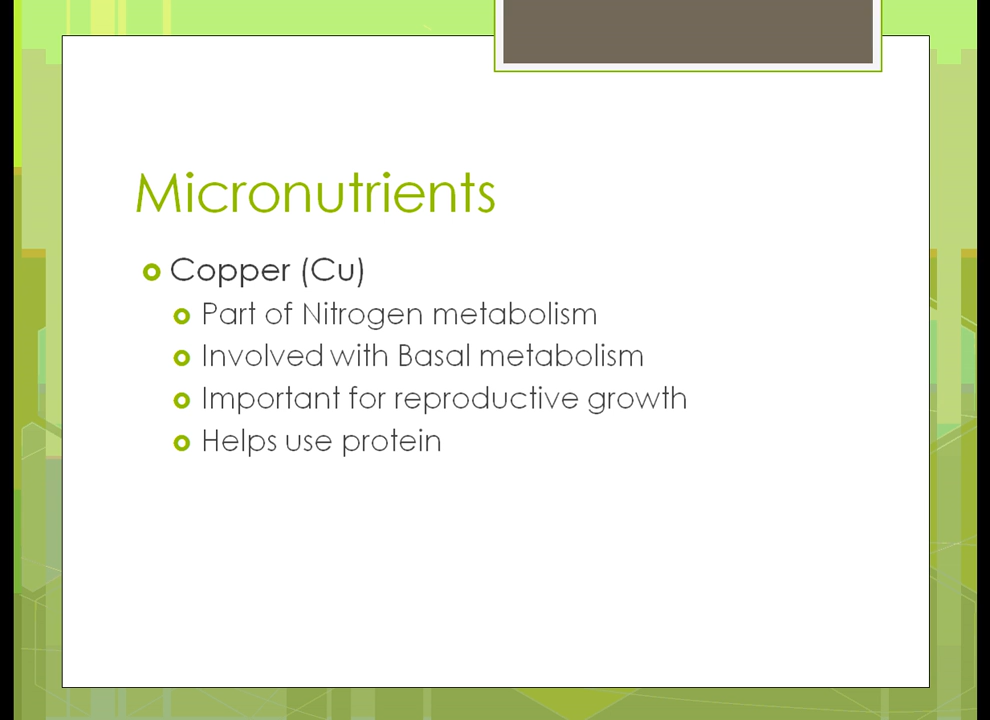 Micronutrients
Copper (Cu)
Part of Nitrogen metabolism
Involved with Basal metabolism
Important for reproductive growth
Helps use protein